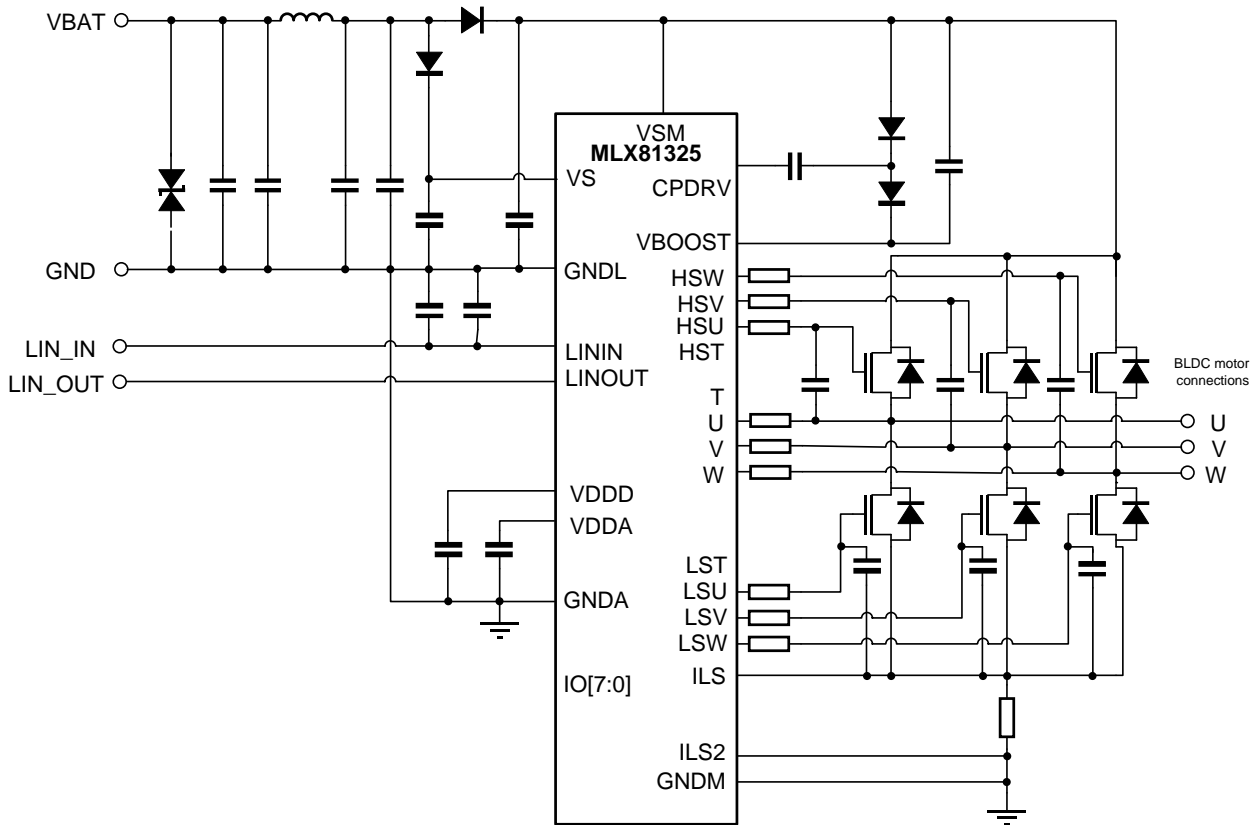 VBAT
GND
LIN_IN
LIN_OUT
VSM
MLX81325
VS
GNDL
LININ
LINOUT
VDDD
VDDA
GNDA
IO[7:0]
CPDRV
VBOOST
HSW
HSV
HSU
HST
T
U
V
W
LST
LSU
LSV
LSW
ILS
ILS2
GNDM
BLDC motor
connections
U
V
W